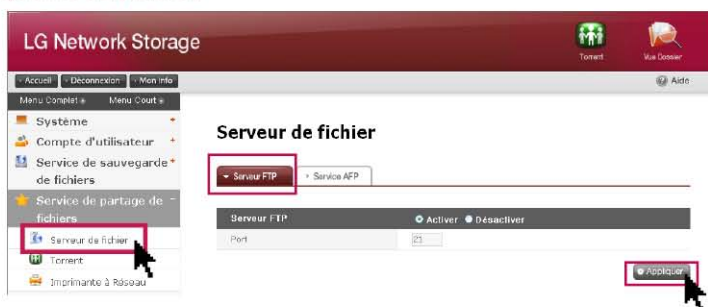 LG Network Storage
Torrent
Vue Dossier
Accueil
Déconnexion
Mon Info
Aide
Menu Complet
Menu Court
Système
Compte d'utilisateur
Service de sauvegarde
de fichiers
Service de partage de
fichiers
Serveur de fichier
Torrent
Imprimante à Réseau
Serveur de fichier
Serveur FTP
Service AFP
Serveur FTP
Activer
Désactiver
Port
21
Appliquer